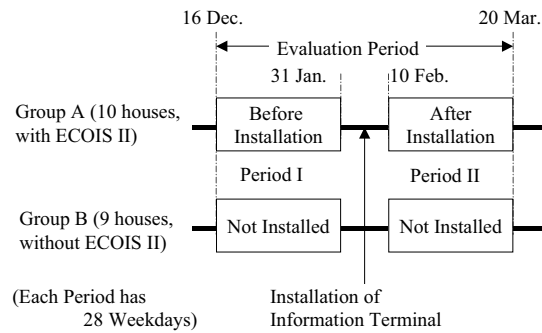 16 Dec.
20 Mar.
Evaluation Period
31 Jan.
10 Feb.
Group A (10 houses,
with ECOIS II)
Before
Installation
After
Installation
Period I
Period II
Group B (9 houses,
without ECOIS II)
Not Installed
Not Installed
(Each Period has
28 Weekdays)
Installation of
Information Terminal